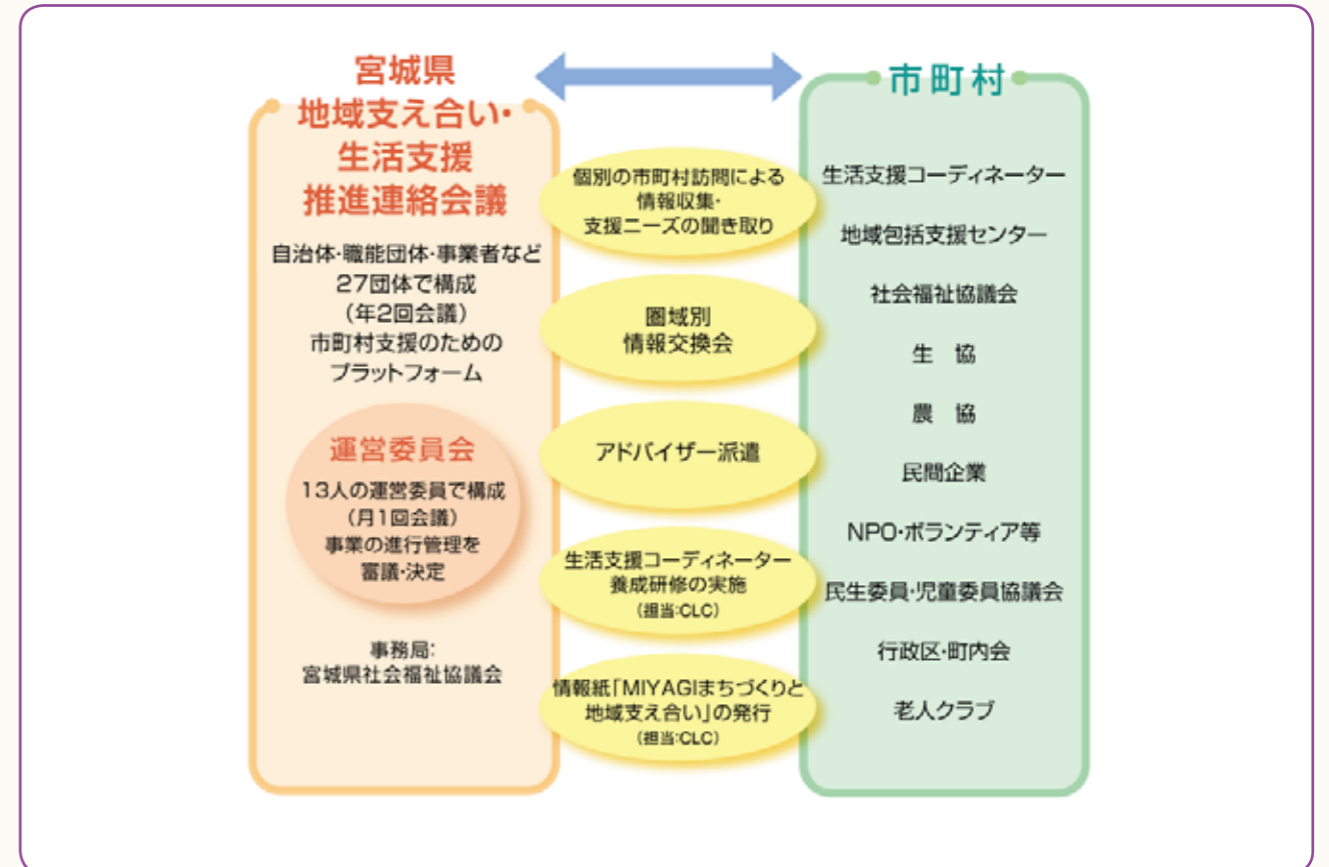 宮城県
地域支え合い・
生活支援
推進連絡会議
自治体・職能団体・事業者など
27団体で構成
（年2回会議）
市町村支援のための
プラットフォーム
運営委員会
13人の運営委員で構成
（月1回会議）
事業の進行管理を
審議・決定
事務局:
宮城県社会福祉協議会
個別の市町村訪問による
情報収集・
支援ニーズの聞き取り
圏域別
情報交換会
アドバイザー派遣
生活支援コーディネーター
養成研修の実施
（担当:CLC）
情報紙「MIYAGIまちづくりと
地域支え合い」の発行
（担当:CLC）
市町村
生活支援コーディネーター
地域包括支援センター
社会福祉協議会
生　協
農　協
民間企業
NPO・ボランティア等
民生委員・児童委員協議会
行政区・町内会
老人クラブ